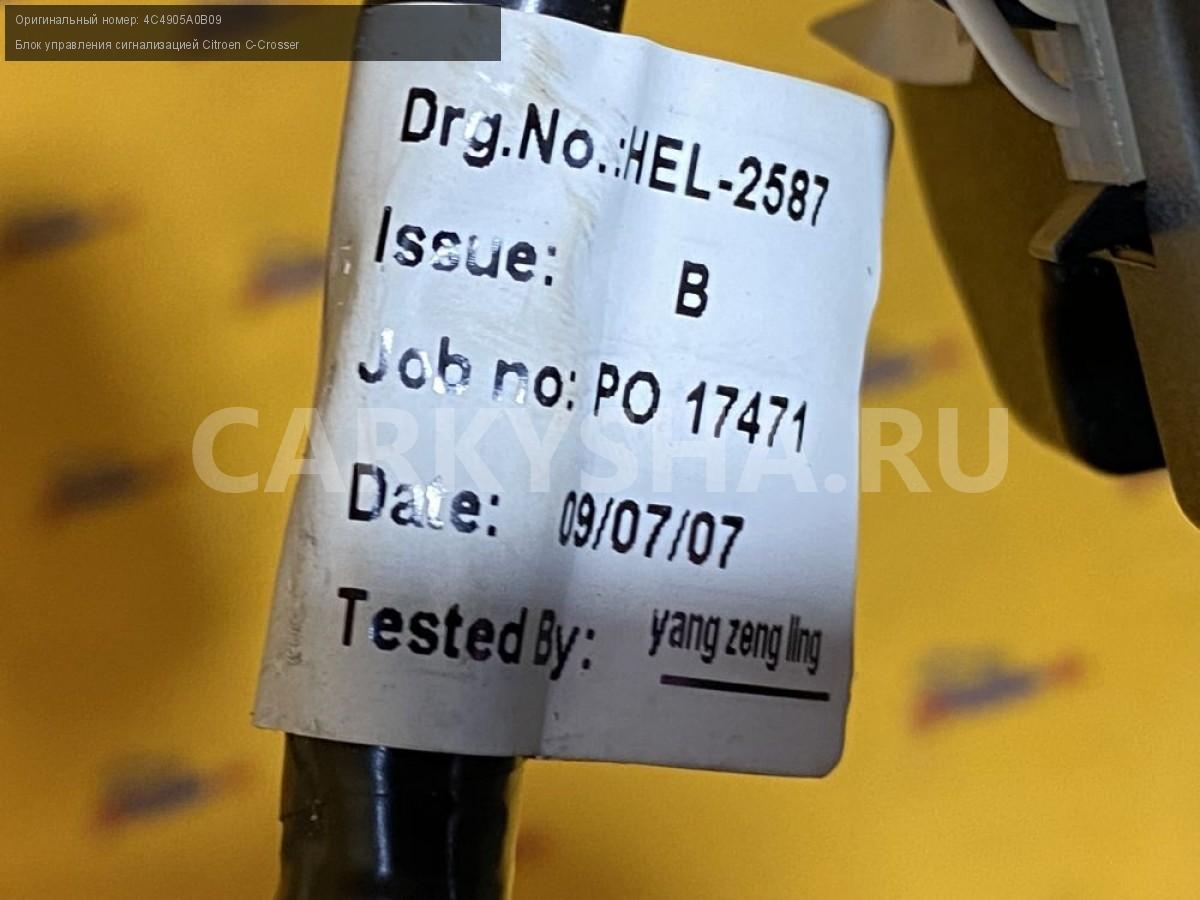 Оригинальный номер: 4C4905A0B09
Блок управления сигнализацией Citroen C-Crosser
Drg.No.:HEL-2587
Issue: B
Job no: PO 17471
CARKYSHA.RU
Date: 09/07/07
Tested By: yang zeng ling